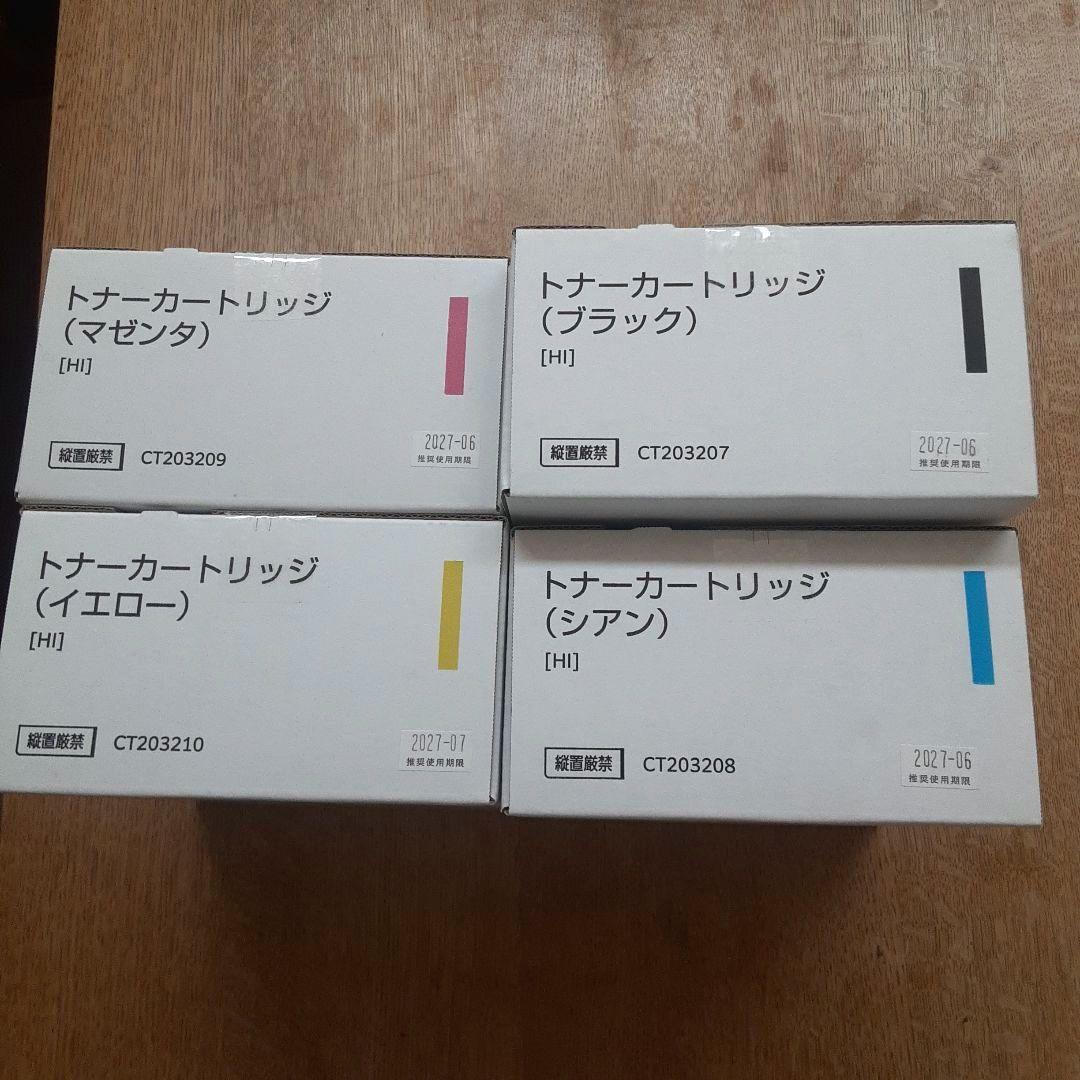 トナーカートリッジ
（マゼンタ）
[HI]
縦置厳禁 CT203209
2027-06
推奨使用期限
トナーカートリッジ
（ブラック）
[HI]
縦置厳禁 CT203207
2027-06
推奨使用期限
トナーカートリッジ
（イエロー）
[HI]
縦置厳禁 CT203210
2027-07
推奨使用期限
トナーカートリッジ
（シアン）
[HI]
縦置厳禁 CT203208
2027-06
推奨使用期限